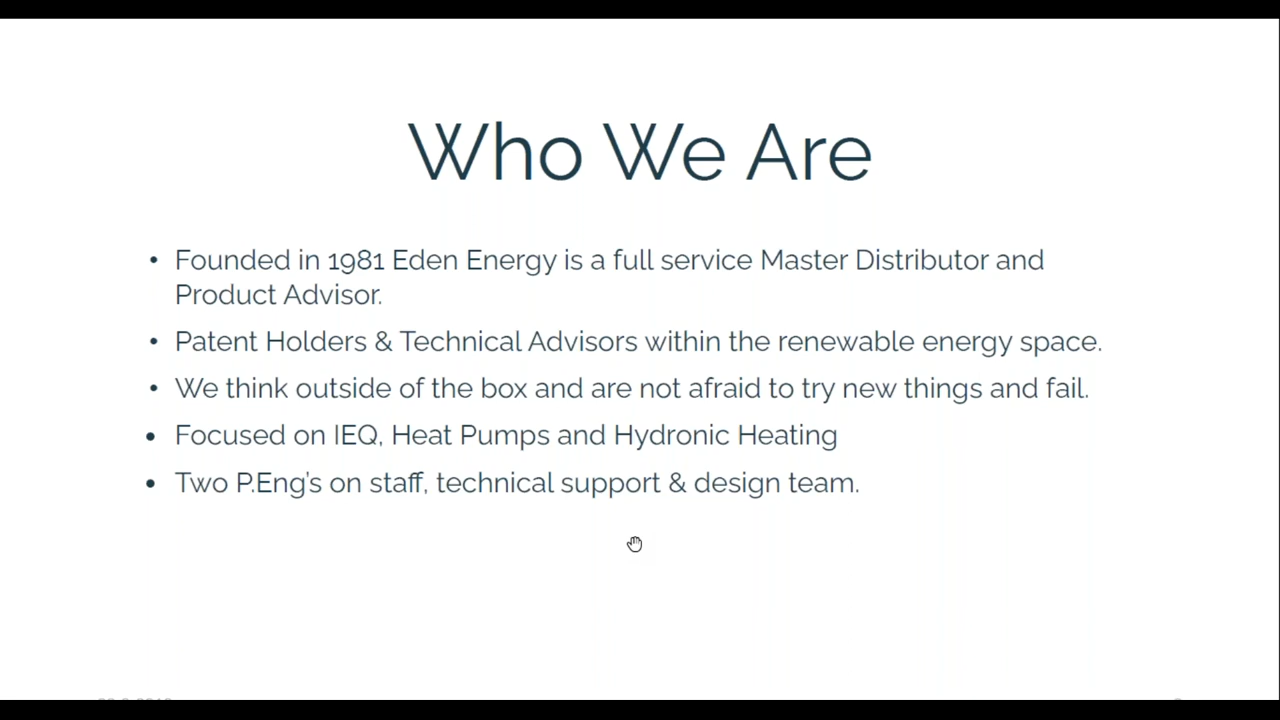 Who We Are
• Founded in 1981 Eden Energy is a full service Master Distributor and
Product Advisor.
• Patent Holders & Technical Advisors within the renewable energy space.
• We think outside of the box and are not afraid to try new things and fail.
• Focused on IEQ, Heat Pumps and Hydronic Heating
• Two P.Eng's on staff, technical support & design team.